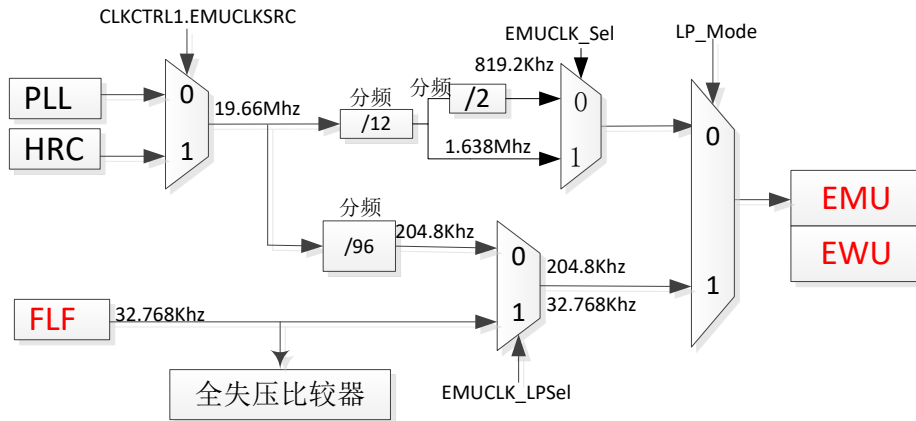 CLKCTRL1.EMUCLKSRC
EMUCLK_Sel
LP_Mode
PLL
HRC
0
1
19.66Mhz
分频
/12
分频
/2
819.2Khz
1.638Mhz
0
1
0
1
EMU
EWU
分频
/96
204.8Khz
0
1
204.8Khz
32.768Khz
FLF
32.768Khz
EMUCLK_LPSel
全失压比较器